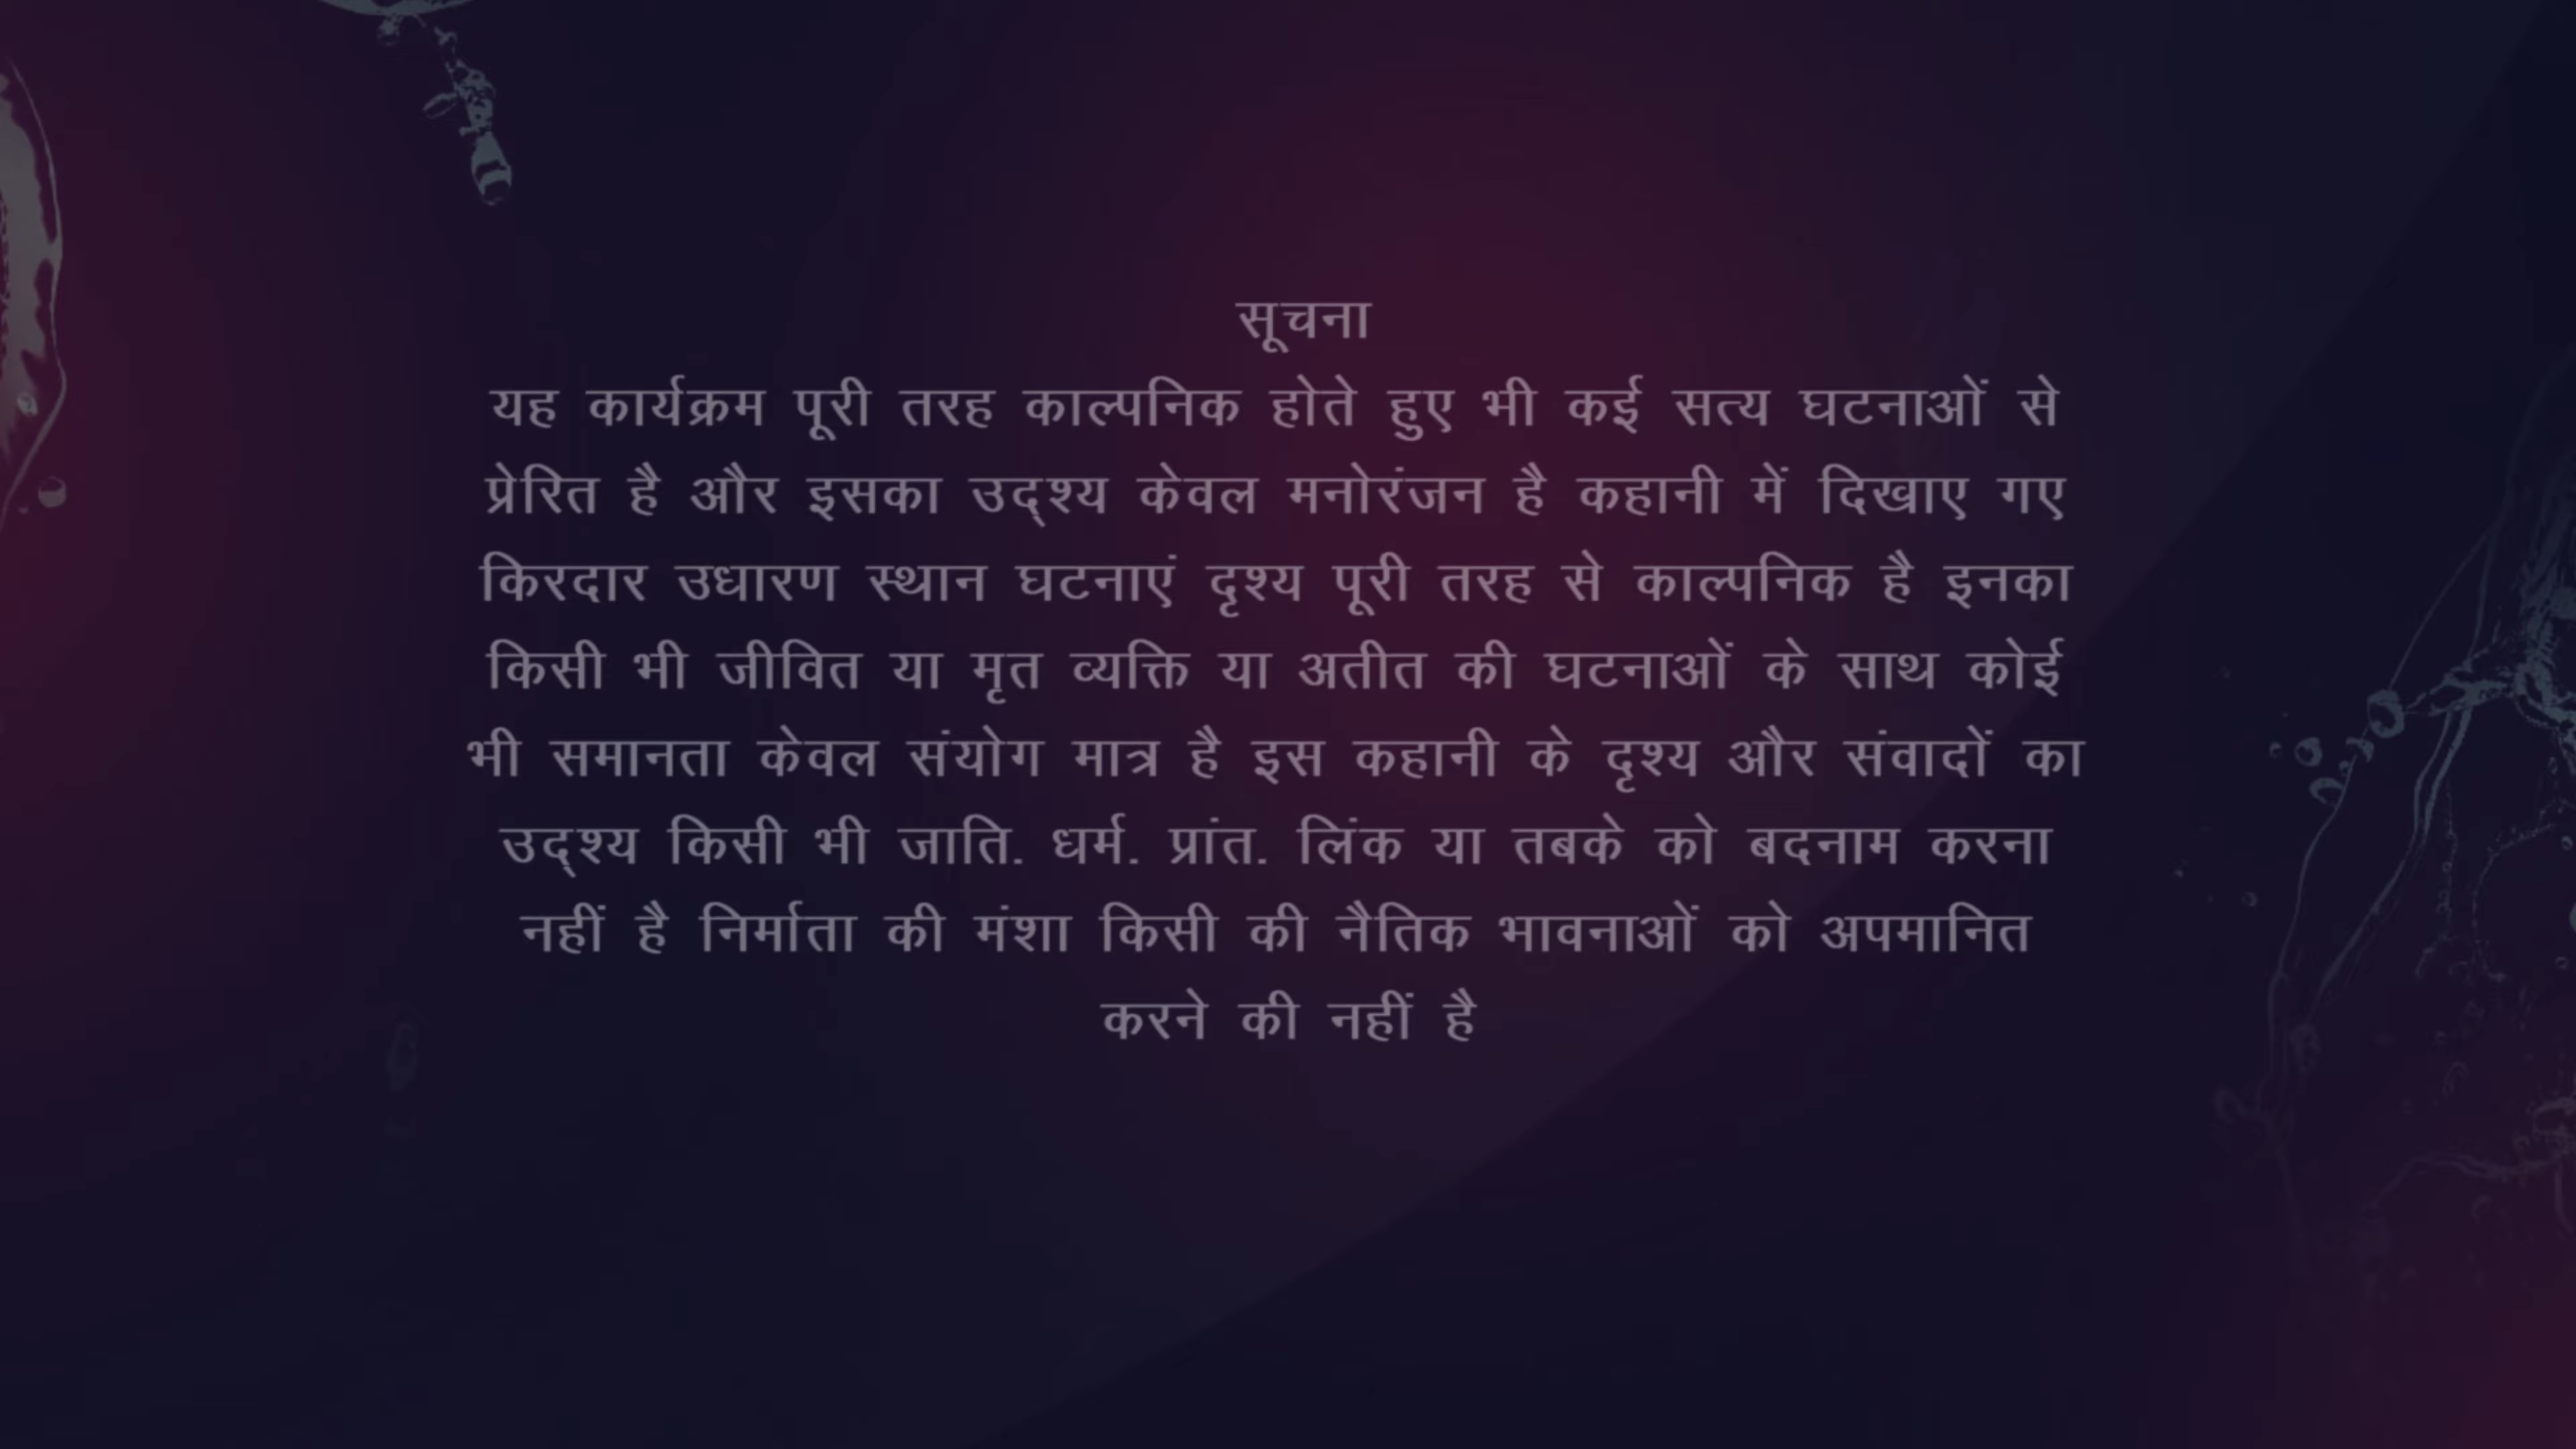 सूचना
यह कार्यक्रम पूरी तरह काल्पनिक होते हुए भी कई सत्य घटनाओं से
प्रेरित है और इसका उद्श्य केवल मनोरंजन है कहानी में दिखाए गए
किरदार उधारण स्थान घटनाएं दृश्य पूरी तरह से काल्पनिक है इनका
किसी भी जीवित या मृत व्यक्ति या अतीत की घटनाओं के साथ कोई
भी समानता केवल संयोग मात्र है इस कहानी के दृश्य और संवादों का
उद्श्य किसी भी जाति. धर्म. प्रांत. लिंक या तबके को बदनाम करना
नहीं है निर्माता की मंशा किसी की नैतिक भावनाओं को अपमानित
करने की नहीं है